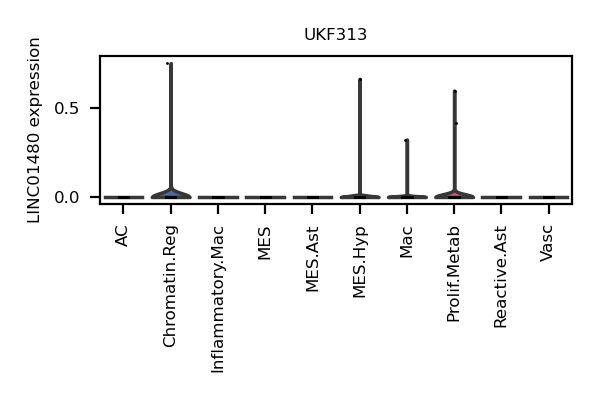 UKF313
LINC01480 expression
0.5
0.0
AC
Chromatin.Reg
Inflammatory.Mac
MES
MES.Ast
MES.Hyp
Mac
Prolif.Metab
Reactive.Ast
Vasc